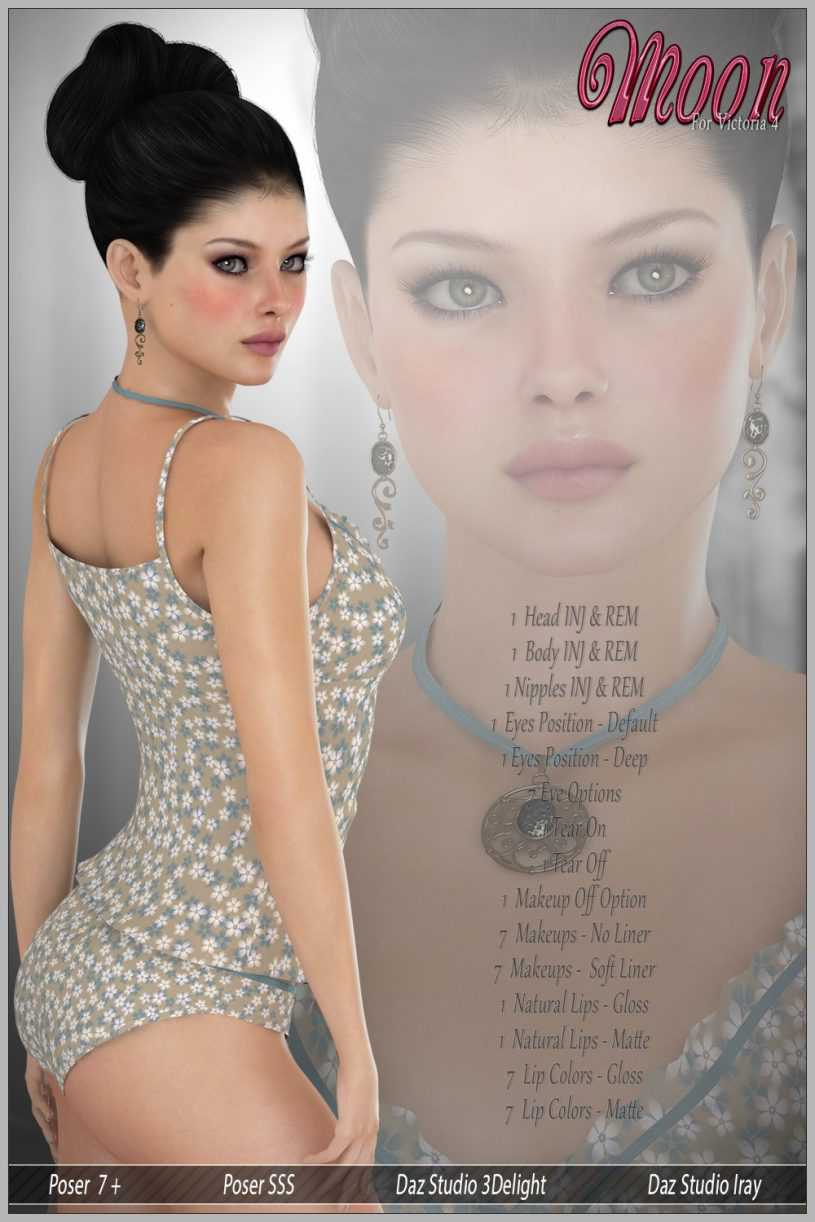 Moon
For Victoria 4
1 Head INJ & REM
1 Body INJ & REM
1 Nipples INJ & REM
1 Eyes Position - Default
1 Eyes Position - Deep
7 Eye Options
1 Tear On
1 Tear Off
1 Makeup Off Option
7 Makeups - No Liner
7 Makeups - Soft Liner
1 Natural Lips - Gloss
1 Natural Lips - Matte
7 Lip Colors - Gloss
7 Lip Colors - Matte
Poser 7 +
Poser SSS
Daz Studio 3Delight
Daz Studio Iray